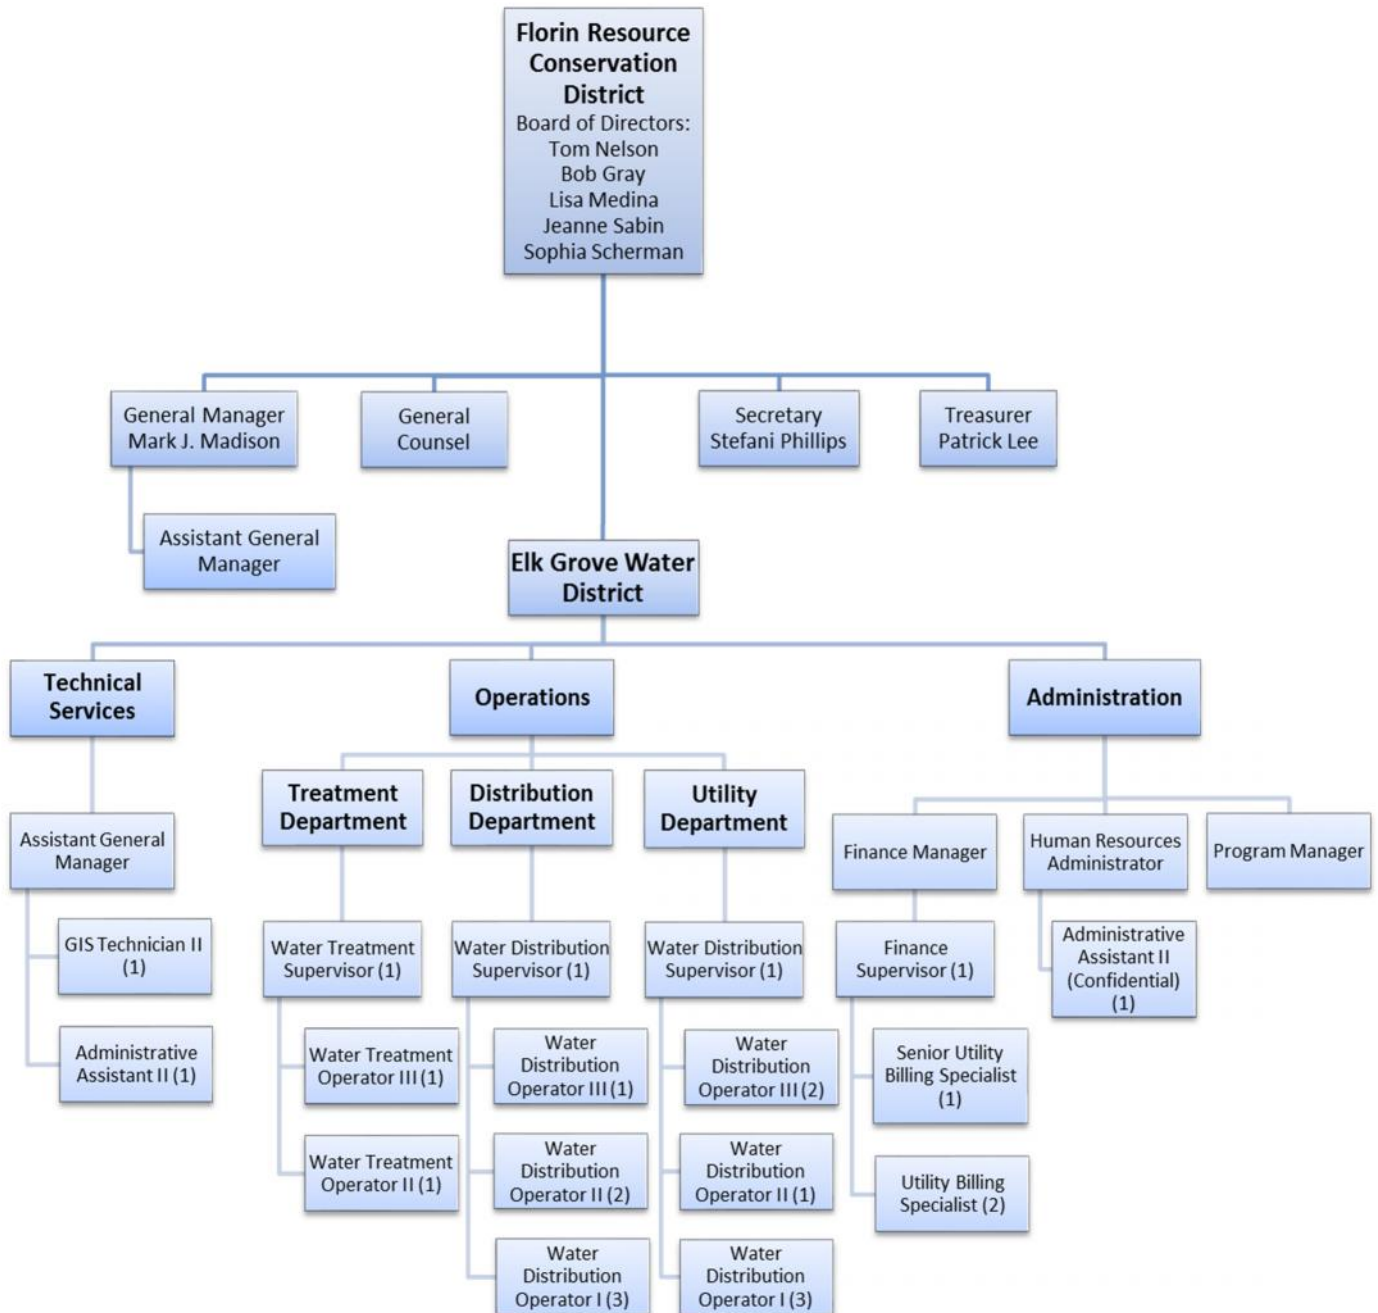 Florin Resource
Conservation
District
Board of Directors:
Tom Nelson
Bob Gray
Lisa Medina
Jeanne Sabin
Sophia Scherman
General Manager
Mark J. Madison
General
Counsel
Secretary
Stefani Phillips
Treasurer
Patrick Lee
Assistant General
Manager
Elk Grove Water
District
Technical
Services
Operations
Administration
Treatment
Department
Distribution
Department
Utility
Department
Assistant General
Manager
Finance Manager
Human Resources
Administrator
Program Manager
GIS Technician II
(1)
Administrative
Assistant II (1)
Water Treatment
Supervisor (1)
Water Treatment
Operator III (1)
Water Treatment
Operator II (1)
Water Distribution
Supervisor (1)
Water
Distribution
Operator III (1)
Water
Distribution
Operator II (2)
Water
Distribution
Operator I (3)
Water Distribution
Supervisor (1)
Water
Distribution
Operator III (2)
Water
Distribution
Operator II (1)
Water
Distribution
Operator I (3)
Finance
Supervisor (1)
Senior Utility
Billing Specialist
(1)
Utility Billing
Specialist (2)
Administrative
Assistant II
(Confidential)
(1)